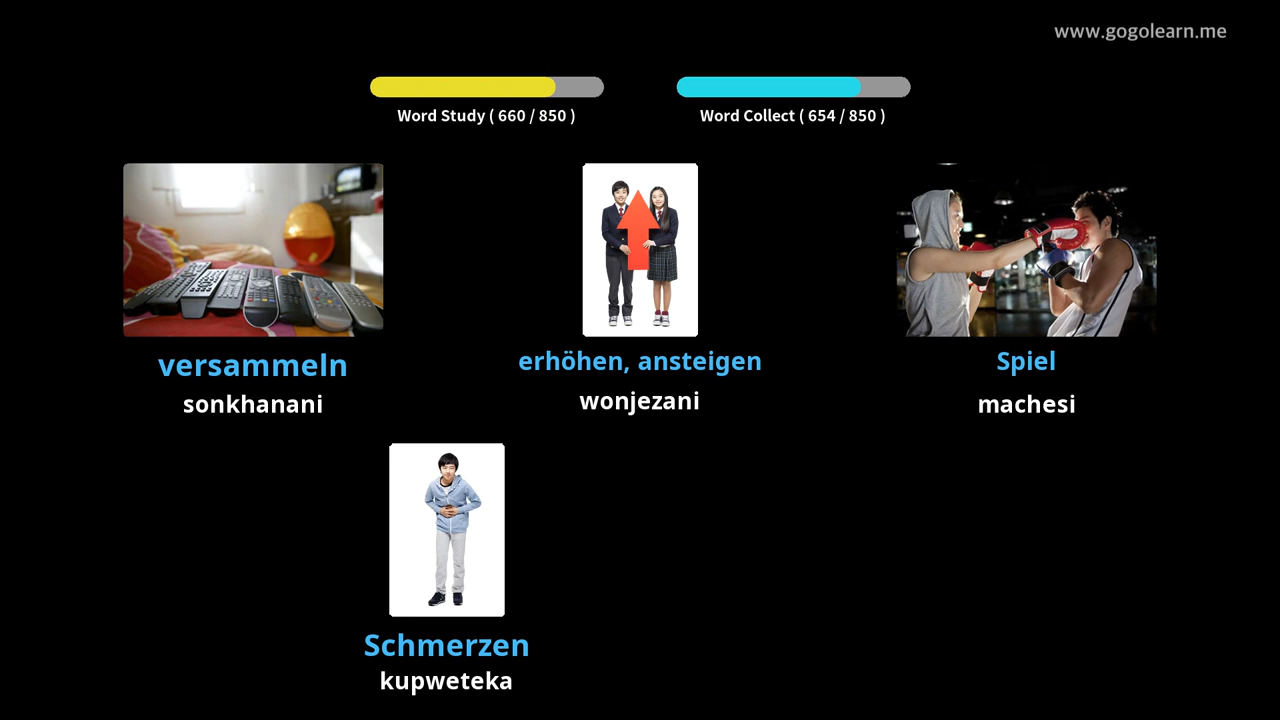 www.gogolearn.me
Word Study ( 660 / 850 )
Word Collect ( 654 / 850 )
versammeln
sonkhanani
erhöhen, ansteigen
wonjezani
Spiel
machesi
Schmerzen
kupweteka